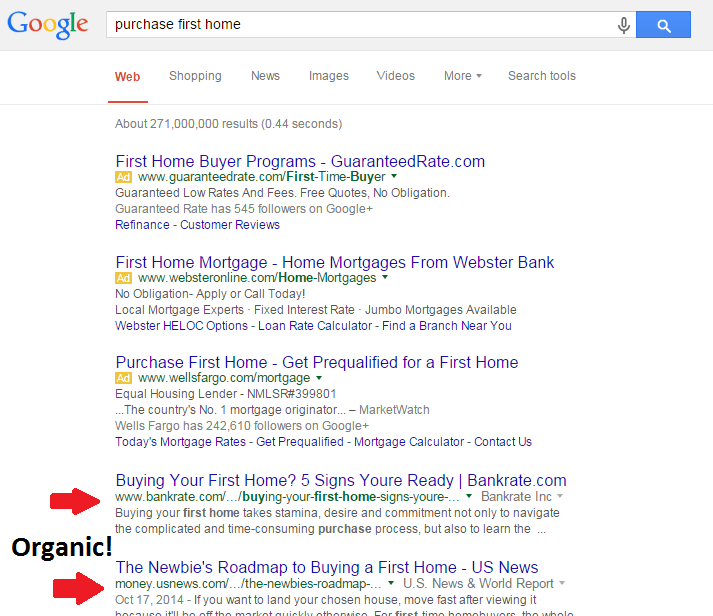 Google
purchase first home
Web Shopping News Images Videos More Search tools
About 271,000,000 results (0.44 seconds)
First Home Buyer Programs - GuaranteedRate.com
Ad www.guaranteedrate.com/First-Time-Buyer
Guaranteed Low Rates And Fees. Free Quotes, No Obligation.
Guaranteed Rate has 545 followers on Google+
Refinance - Customer Reviews
First Home Mortgage - Home Mortgages From Webster Bank
Ad www.websteronline.com/Home-Mortgages
No Obligation- Apply or Call Today!
Local Mortgage Experts · Fixed Interest Rate · Jumbo Mortgages Available
Webster HELOC Options - Loan Rate Calculator - Find a Branch Near You
Purchase First Home - Get Prequalified for a First Home
Ad www.wellsfargo.com/mortgage
Equal Housing Lender - NMLSR#399801
...The country's No. 1 mortgage originator... – MarketWatch
Wells Fargo has 242,610 followers on Google+
Today's Mortgage Rates - Get Prequalified - Mortgage Calculator - Contact Us
Buying Your First Home? 5 Signs Youre Ready | Bankrate.com
www.bankrate.com/.../buying-your-first-home-signs-youre-... Bankrate Inc
Buying your first home takes stamina, desire and commitment not only to navigate
the complicated and time-consuming purchase process, but also to learn the ...
Organic!
The Newbie's Roadmap to Buying a First Home - US News
money.usnews.com/.../the-newbies-roadmap-... U.S. News & World Report
Oct 17, 2014 - If you want to land your chosen house, move fast after viewing it
because it'll be off the market quickly otherwise. For first-time homebuyers, the whole